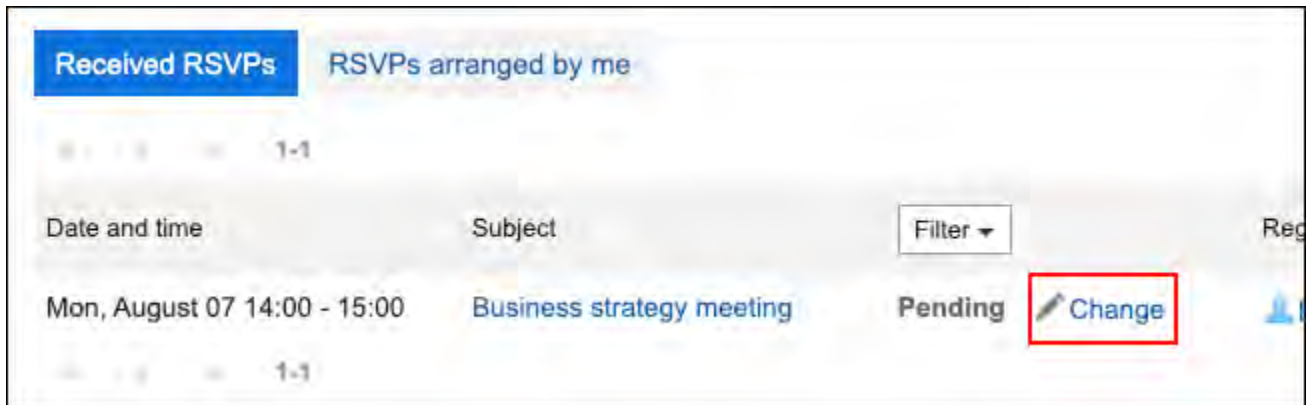 Received RSVPs RSVPs arranged by me
1-1
Date and time Subject Filter Reg
Mon, August 07 14:00 - 15:00 Business strategy meeting Pending Change
1-1